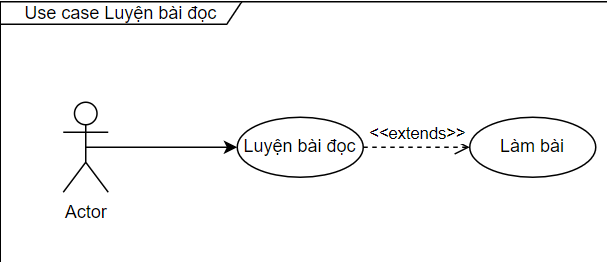 Use case Luyện bài đọc
<<extends>>
Luyện bài đọc
Làm bài
Actor